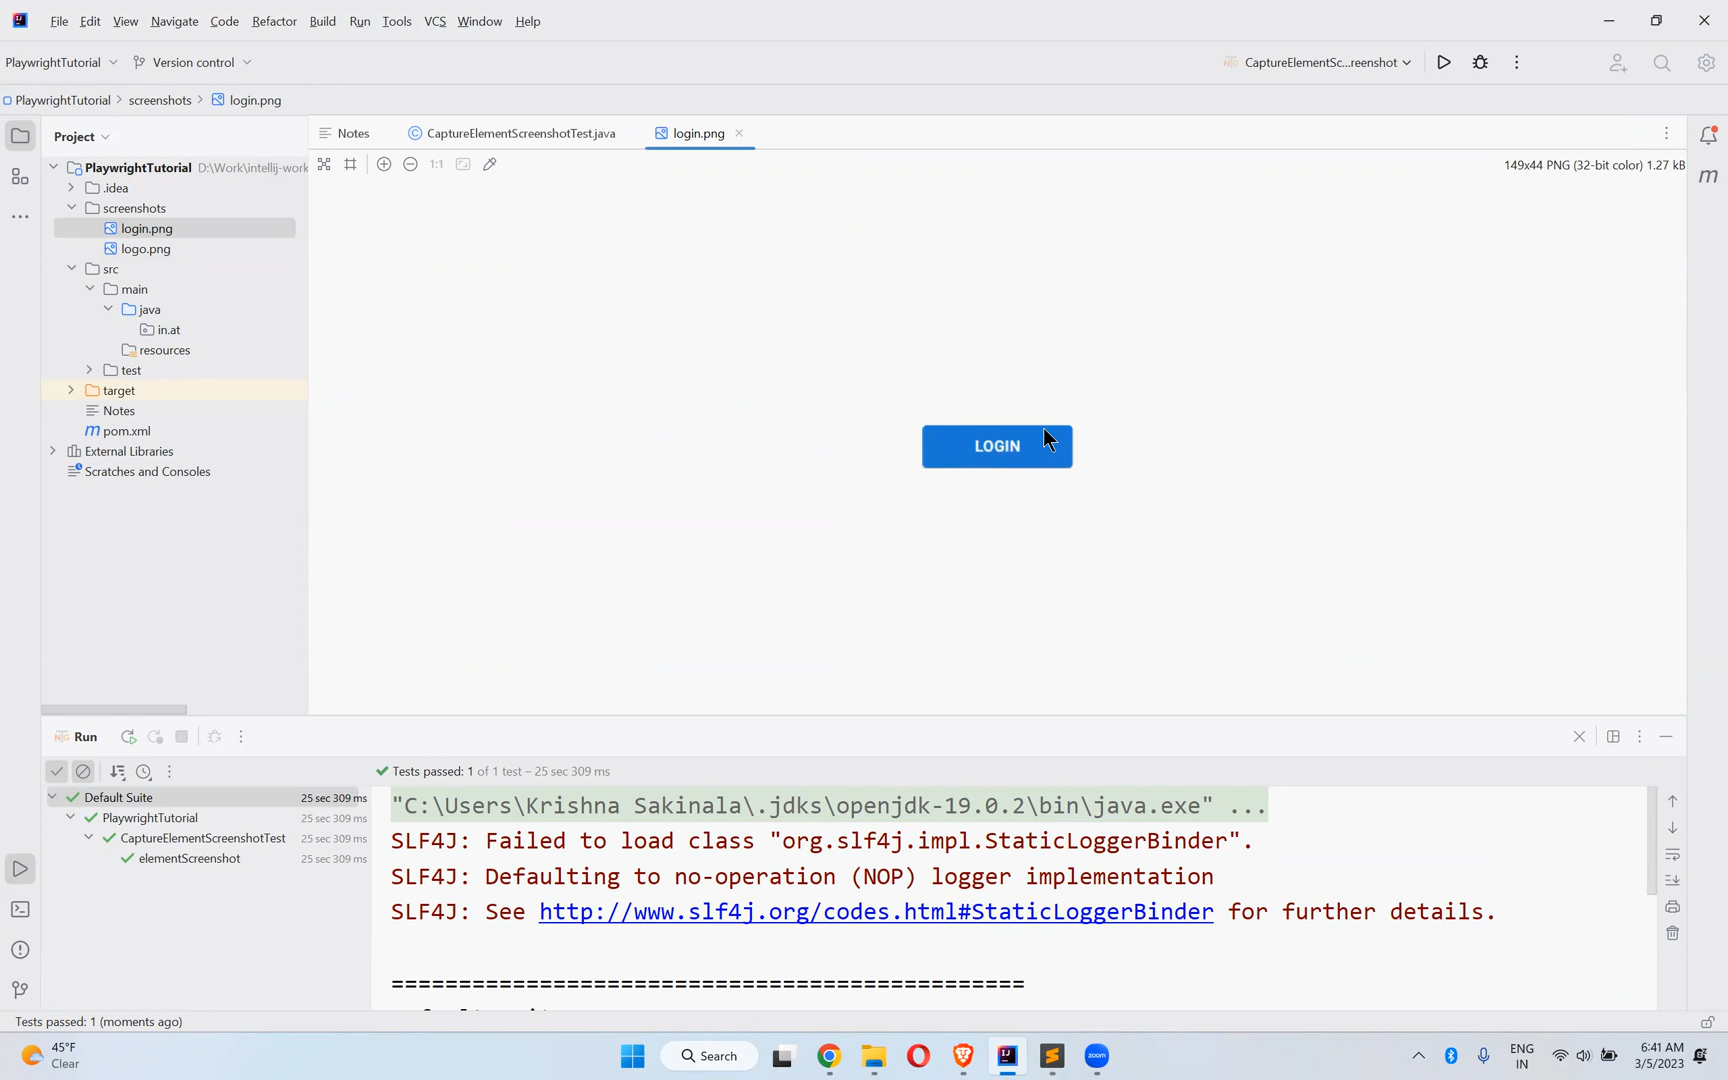 File Edit View Navigate Code Refactor Build Run Tools VCS Window Help
PlaywrightTutorial Version control CaptureElementSc...reenshot
PlaywrightTutorial screenshots login.png
Project
Notes CaptureElementScreenshotTest.java login.png
1:1 149x44 PNG (32-bit color) 1.27 kB
PlaywrightTutorial D:\Work\intellij-work
.idea
screenshots
login.png
logo.png
src
main
java
in.at
resources
test
target
Notes
pom.xml
External Libraries
Scratches and Consoles
LOGIN
Run
Tests passed: 1 of 1 test – 25 sec 309 ms
Default Suite 25 sec 309 ms
PlaywrightTutorial 25 sec 309 ms
CaptureElementScreenshotTest 25 sec 309 ms
elementScreenshot 25 sec 309 ms
"C:\Users\Krishna Sakinala\.jdks\openjdk-19.0.2\bin\java.exe" ...
SLF4J: Failed to load class "org.slf4j.impl.StaticLoggerBinder".
SLF4J: Defaulting to no-operation (NOP) logger implementation
SLF4J: See http://www.slf4j.org/codes.html#StaticLoggerBinder for further details.
===============================================
Tests passed: 1 (moments ago)
45°F
Clear
Search
zoom
ENG
IN
6:41 AM
3/5/2023